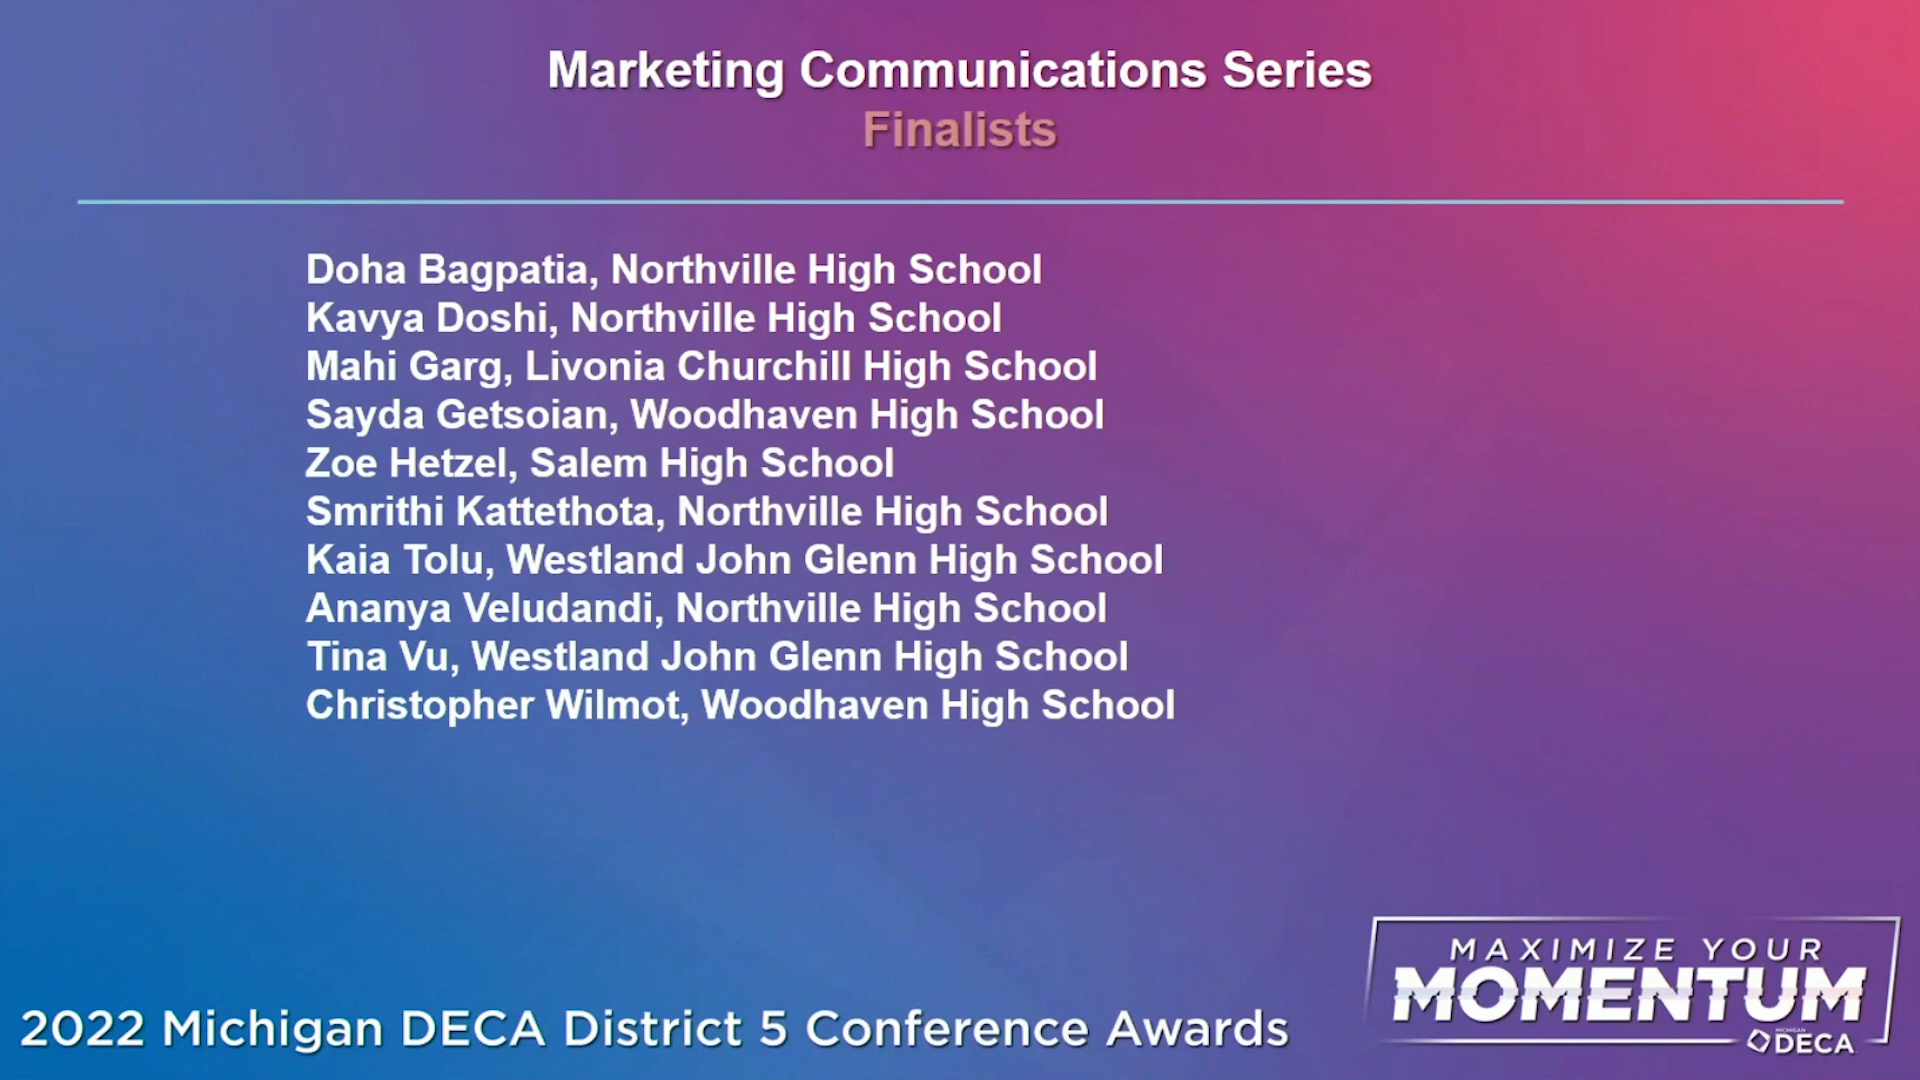 Marketing Communications Series
Finalists
Doha Bagpatia, Northville High School
Kavya Doshi, Northville High School
Mahi Garg, Livonia Churchill High School
Sayda Getsoian, Woodhaven High School
Zoe Hetzel, Salem High School
Smrithi Kattethota, Northville High School
Kaia Tolu, Westland John Glenn High School
Ananya Veludandi, Northville High School
Tina Vu, Westland John Glenn High School
Christopher Wilmot, Woodhaven High School
2022 Michigan DECA District 5 Conference Awards
MAXIMIZE YOUR
MOMENTUM
MICHIGAN
DECA